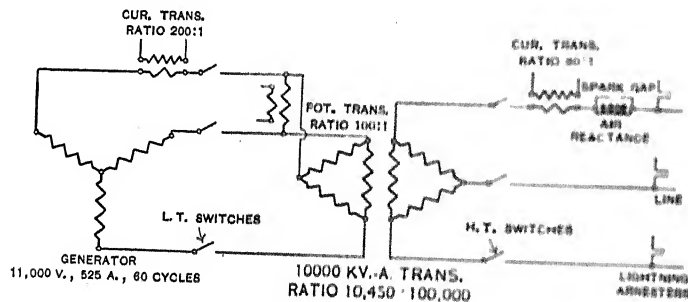 CUR. TRANS.
RATIO 200:1
CUR. TRANS.
RATIO 80:1
SPARK GAP
POT. TRANS.
RATIO 100:1
AIR
REACTANCE
L.T. SWITCHES
LINE
H.T. SWITCHES
GENERATOR
11,000 V., 525 A., 60 CYCLES
10000 KV.-A. TRANS.
RATIO 10,450 100,000
LIGHTNING
ARRESTERS